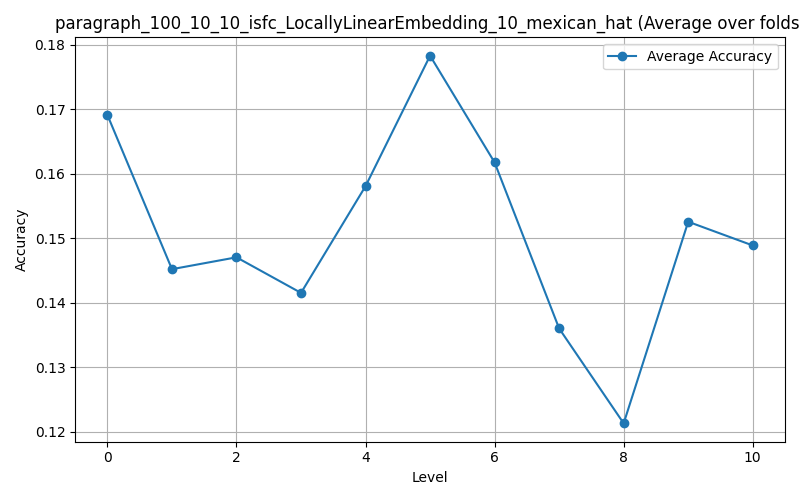 paragraph_100_10_10_isfc_LocallyLinearEmbedding_10_mexican_hat (Average over folds
Average Accuracy
0.18
0.17
0.16
0.15
0.14
0.13
0.12
Accuracy
0 2 4 6 8 10
Level